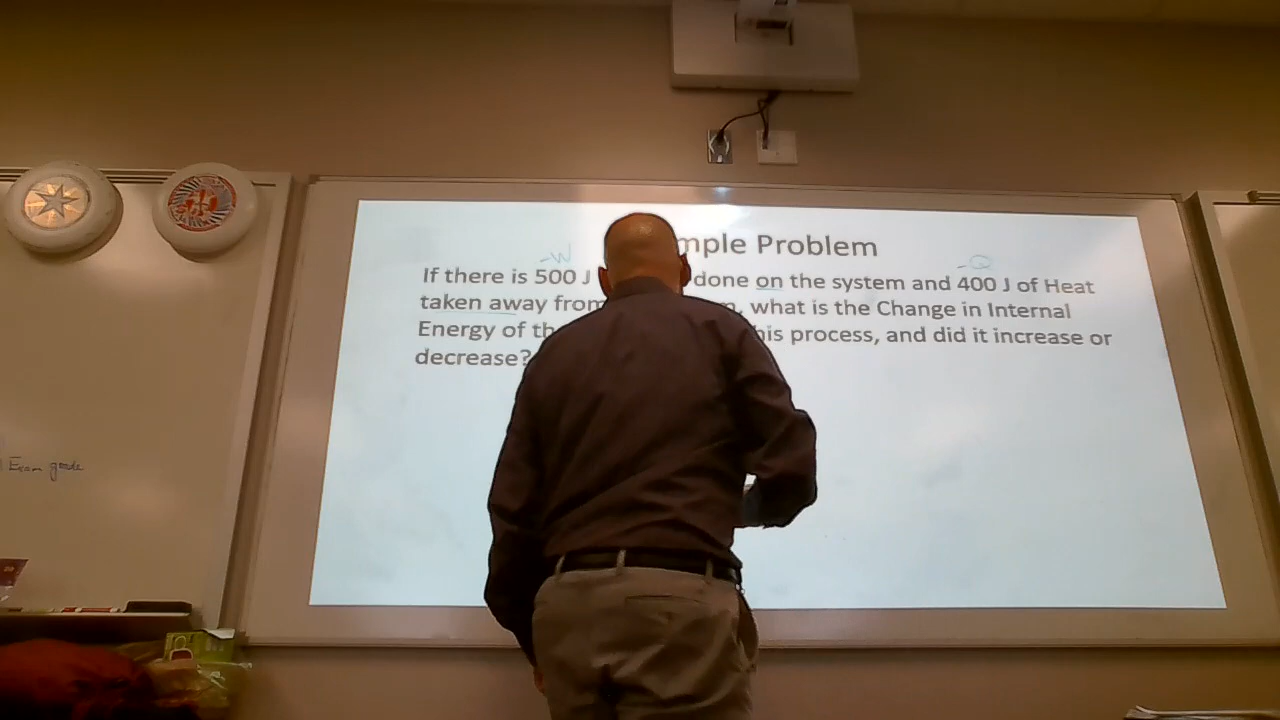 mple Problem
-W
-Q
If there is 500 J done on the system and 400 J of Heat
taken away from, what is the Change in Internal
Energy of th his process, and did it increase or
decrease?
Exam grade